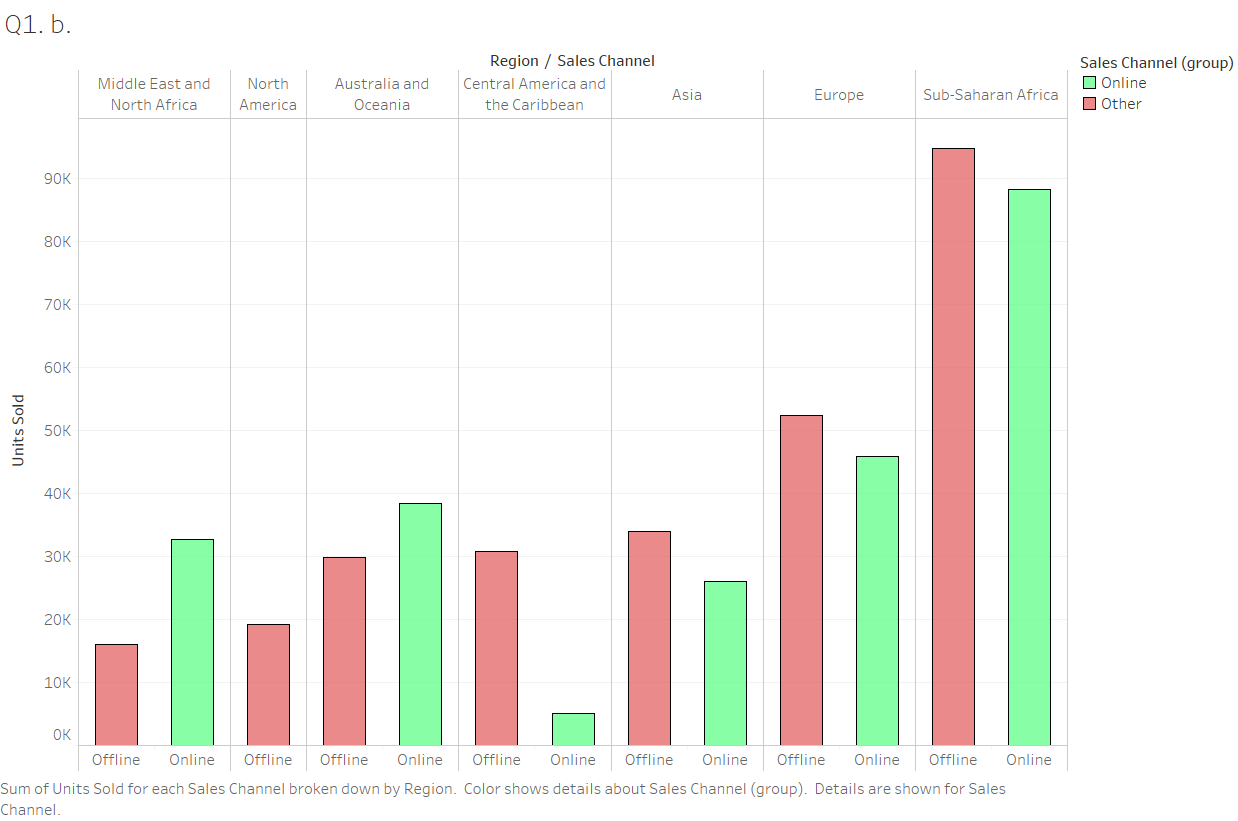 Q1. b.
Region / Sales Channel
Middle East and
North Africa
North
America
Australia and
Oceania
Central America and
the Caribbean
Asia
Europe
Sub-Saharan Africa
Sales Channel (group)
Online
Other
Units Sold
90K
80K
70K
60K
50K
40K
30K
20K
10K
0K
Offline Online Offline Offline Online Offline Online Offline Online Offline Online Offline Online
Sum of Units Sold for each Sales Channel broken down by Region. Color shows details about Sales Channel (group). Details are shown for Sales
Channel.